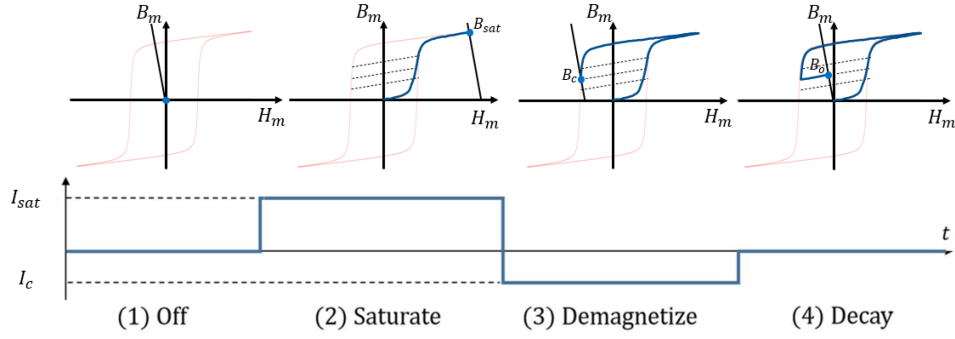 B_m
H_m
B_m
B_sat
H_m
B_m
B_c
H_m
B_m
B_o
H_m
I_sat
t
I_c
(1) Off
(2) Saturate
(3) Demagnetize
(4) Decay